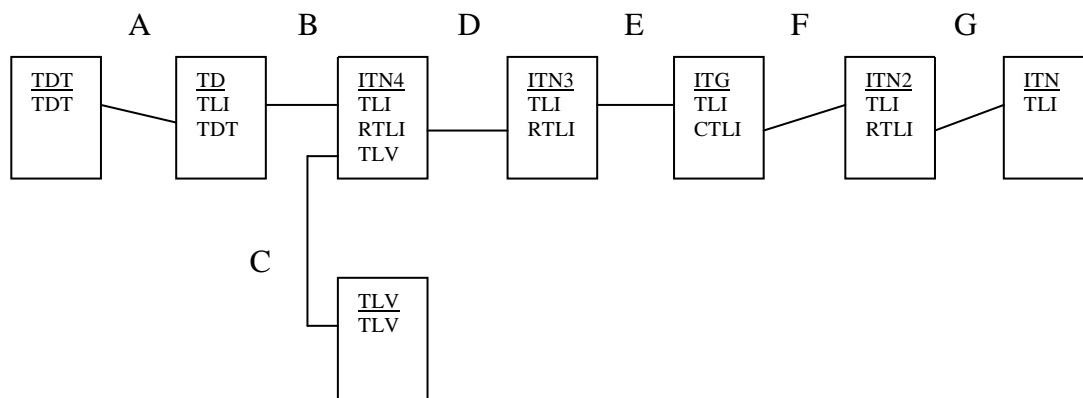 A B D E F G
TDT
TDT
TD
TLI
TDT
ITN4
TLI
RTLI
TLV
ITN3
TLI
RTLI
ITG
TLI
CTLI
ITN2
TLI
RTLI
ITN
TLI
C
TLV
TLV